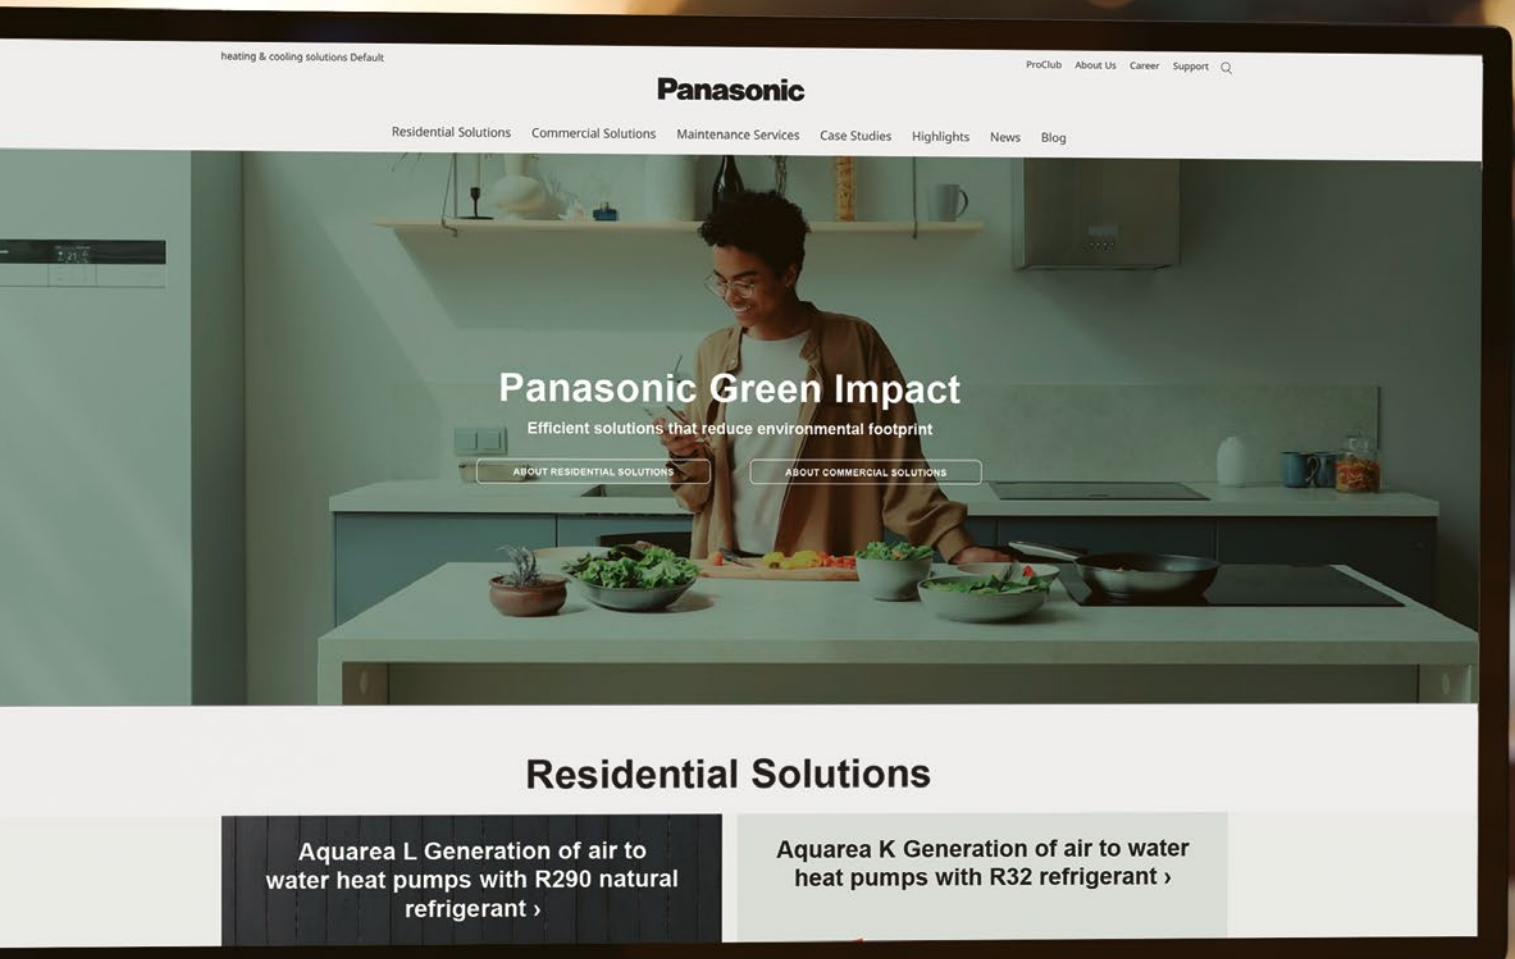 heating & cooling solutions Default
ProClub About Us Career Support
Panasonic
Residential Solutions Commercial Solutions Maintenance Services Case Studies Highlights News Blog
Panasonic Green Impact
Efficient solutions that reduce environmental footprint
ABOUT RESIDENTIAL SOLUTIONS ABOUT COMMERCIAL SOLUTIONS
Residential Solutions
Aquarea L Generation of air to
water heat pumps with R290 natural
refrigerant ›
Aquarea K Generation of air to water
heat pumps with R32 refrigerant ›